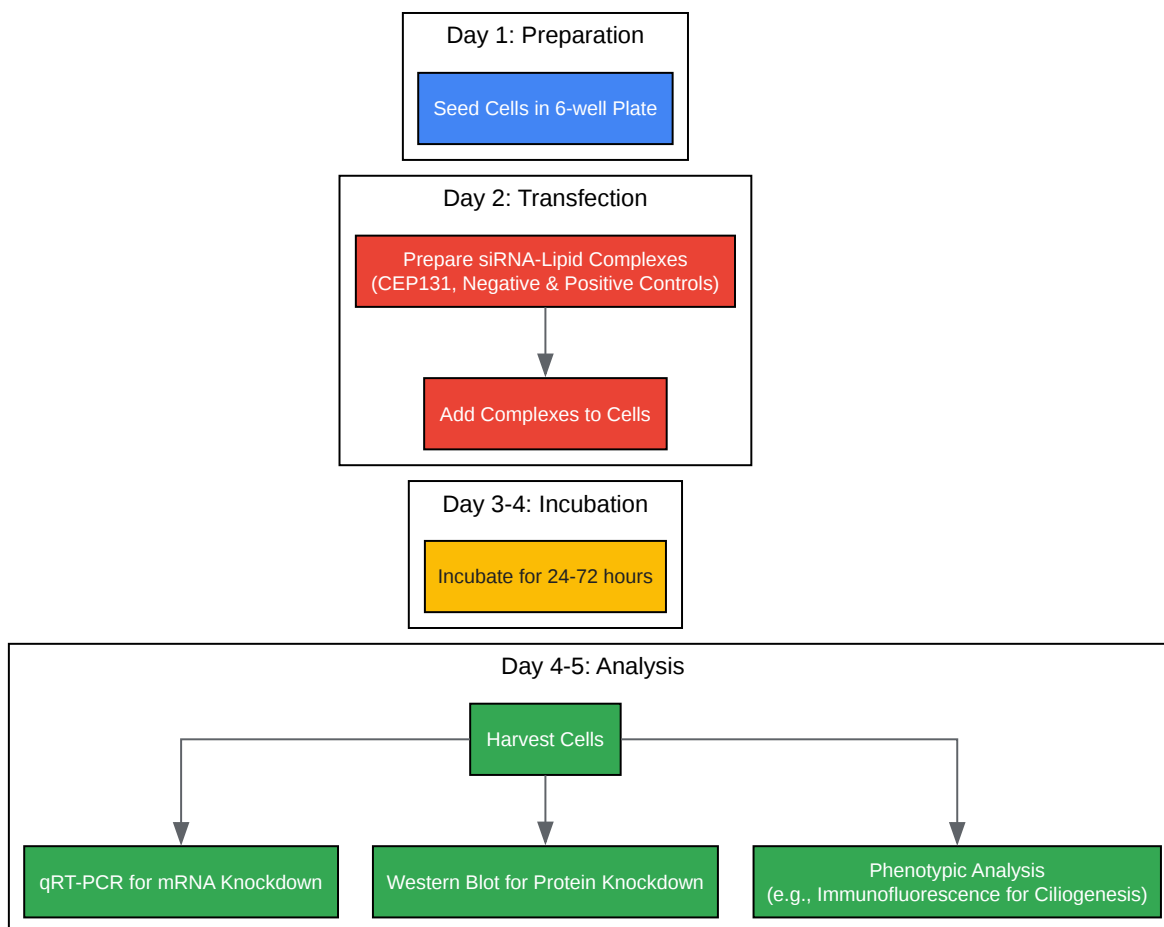 Day 1: Preparation
Seed Cells in 6-well Plate
Day 2: Transfection
Prepare siRNA-Lipid Complexes
(CEP131, Negative & Positive Controls)
Add Complexes to Cells
Day 3-4: Incubation
Incubate for 24-72 hours
Day 4-5: Analysis
Harvest Cells
qRT-PCR for mRNA Knockdown
Western Blot for Protein Knockdown
Phenotypic Analysis
(e.g., Immunofluorescence for Ciliogenesis)